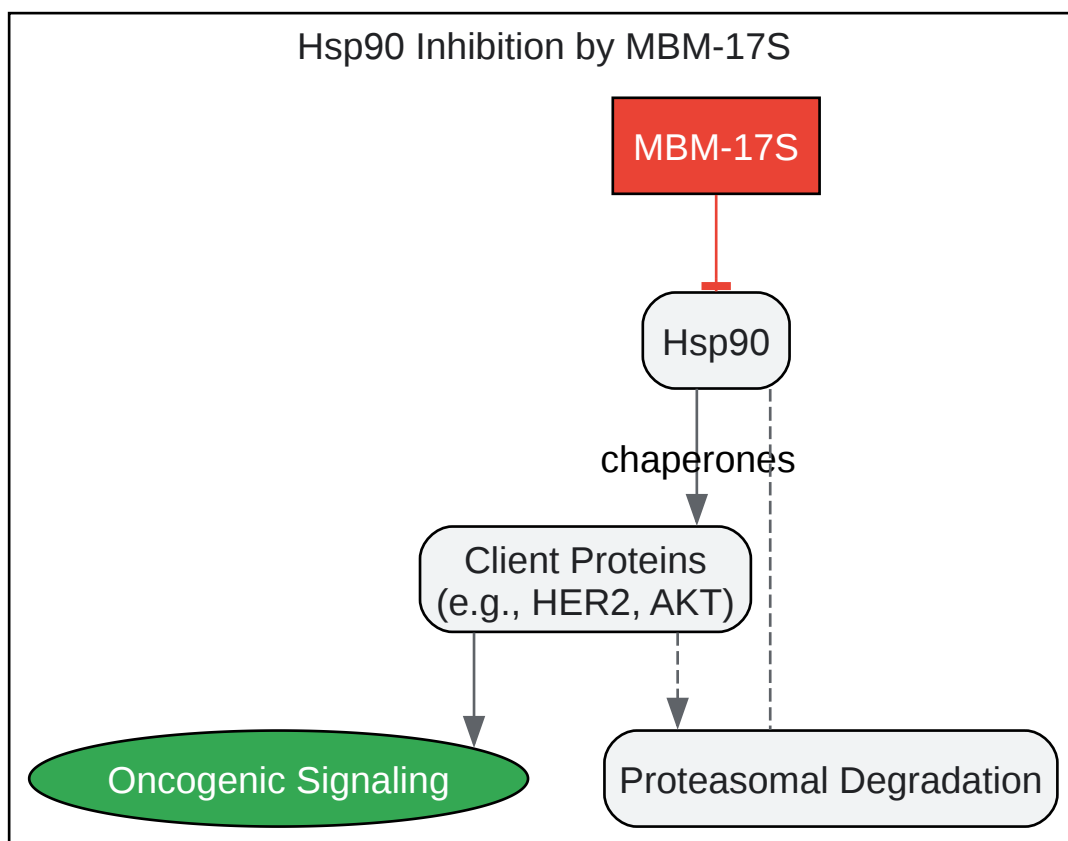 Hsp90 Inhibition by MBM-17S
MBM-17S
Hsp90
chaperones
Client Proteins
(e.g., HER2, AKT)
Oncogenic Signaling
Proteasomal Degradation